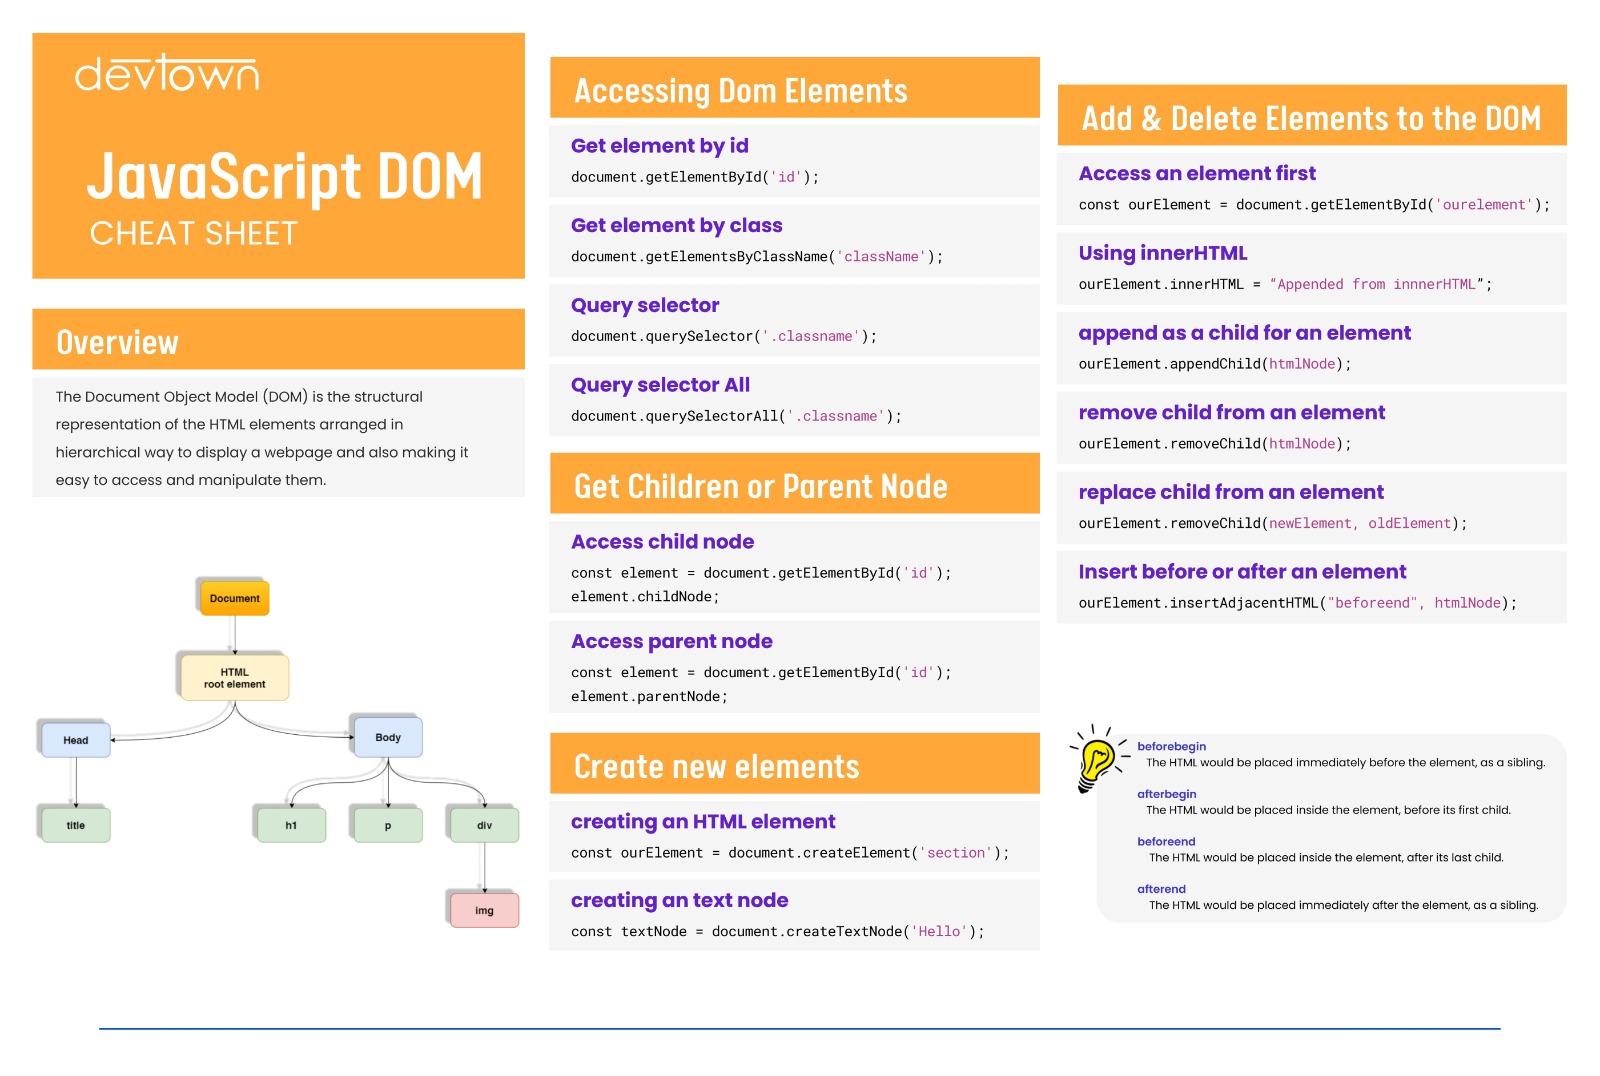 devtown
JavaScript DOM
CHEAT SHEET
Overview
The Document Object Model (DOM) is the structural
representation of the HTML elements arranged in
hierarchical way to display a webpage and also making it
easy to access and manipulate them.
Document
HTML
root element
Head
Body
title
h1
p
div
img
Accessing Dom Elements
Get element by id
document.getElementById('id');
Get element by class
document.getElementsByClassName('className');
Query selector
document.querySelector('.classname');
Query selector All
document.querySelectorAll('.classname');
Get Children or Parent Node
Access child node
const element = document.getElementById('id');
element.childNode;
Access parent node
const element = document.getElementById('id');
element.parentNode;
Create new elements
creating an HTML element
const ourElement = document.createElement('section');
creating an text node
const textNode = document.createTextNode('Hello');
Add & Delete Elements to the DOM
Access an element first
const ourElement = document.getElementById('ourelement');
Using innerHTML
ourElement.innerHTML = “Appended from innnerHTML”;
append as a child for an element
ourElement.appendChild(htmlNode);
remove child from an element
ourElement.removeChild(htmlNode);
replace child from an element
ourElement.removeChild(newElement, oldElement);
Insert before or after an element
ourElement.insertAdjacentHTML("beforeend", htmlNode);
beforebegin
The HTML would be placed immediately before the element, as a sibling.
afterbegin
The HTML would be placed inside the element, before its first child.
beforeend
The HTML would be placed inside the element, after its last child.
afterend
The HTML would be placed immediately after the element, as a sibling.